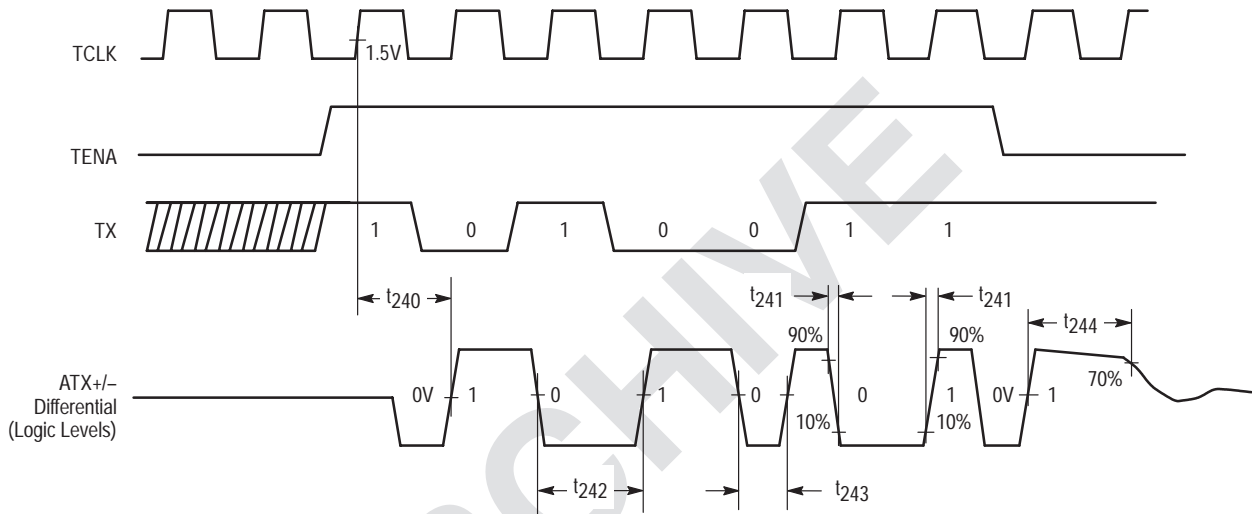 TCLK
1.5V
TENA
TX 1 0 1 0 0 1 1
t240 t241 t241 t244
90% 90% 70%
ATX+/–
Differential
(Logic Levels)
0V 1 0 1 0 0 1 0V 1
10% 10%
t242 t243
CHIVE